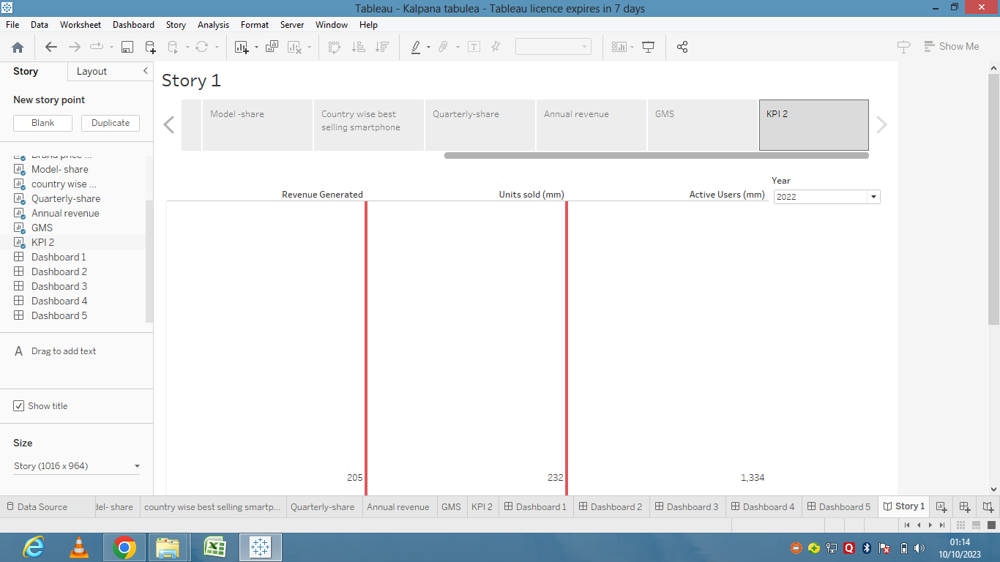 Tableau - Kalpana tabulea - Tableau licence expires in 7 days
File Data Worksheet Dashboard Story Analysis Format Server Window Help
Show Me
Story Layout
New story point
Blank Duplicate
Brand price ...
Model- share
country wise ...
Quarterly-share
Annual revenue
GMS
KPI 2
Dashboard 1
Dashboard 2
Dashboard 3
Dashboard 4
Dashboard 5
A Drag to add text
Show title
Size
Story (1016 x 964)
Story 1
Model -share
Country wise best
selling smartphone
Quarterly-share
Annual revenue
GMS
KPI 2
Year
2022
Revenue Generated Units sold (mm) Active Users (mm)
205 232 1,334
Data Source del- share country wise best selling smartp... Quarterly-share Annual revenue GMS KPI 2 Dashboard 1 Dashboard 2 Dashboard 3 Dashboard 4 Dashboard 5 Story 1
01:14
10/10/2023